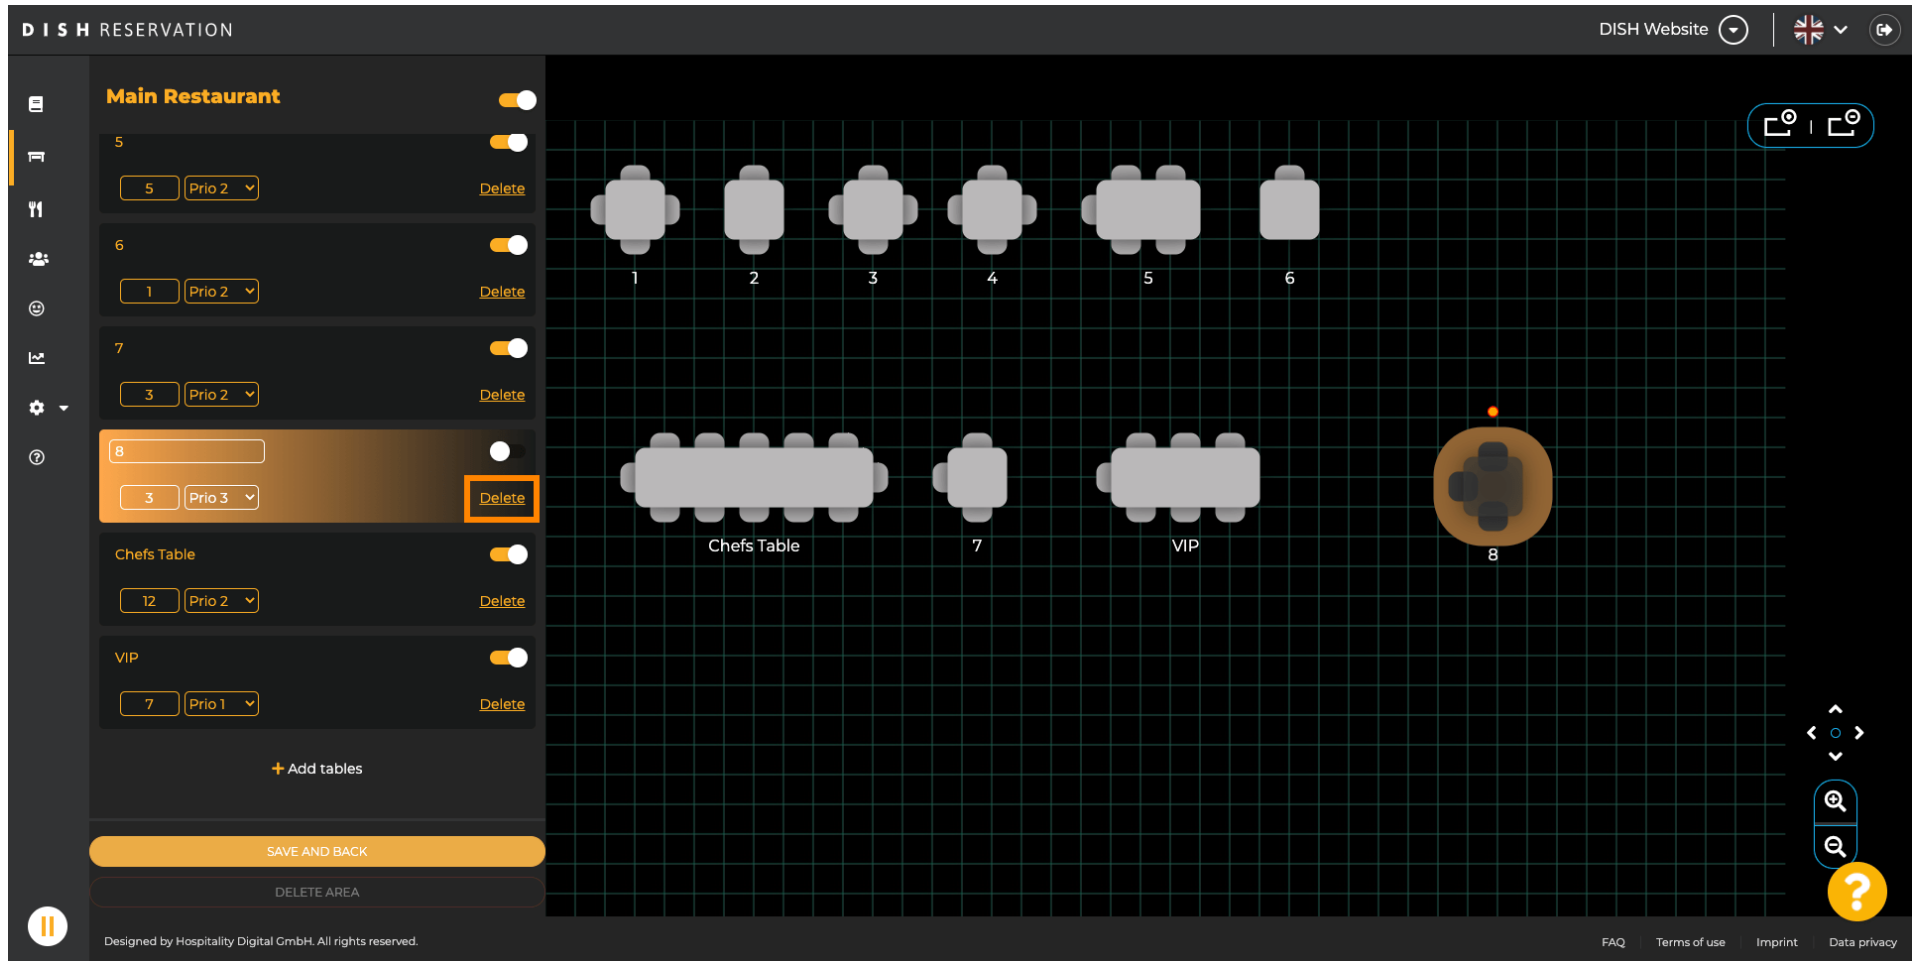 DISH RESERVATION
DISH Website
Main Restaurant
5
5 Prio 2 Delete
6
1 Prio 2 Delete
7
3 Prio 2 Delete
8
3 Prio 3 Delete
Chefs Table
12 Prio 2 Delete
VIP
7 Prio 1 Delete
+ Add tables
SAVE AND BACK
DELETE AREA
1 2 3 4 5 6
Chefs Table 7 VIP 8
?
Designed by Hospitality Digital GmbH. All rights reserved.
FAQ Terms of use Imprint Data privacy